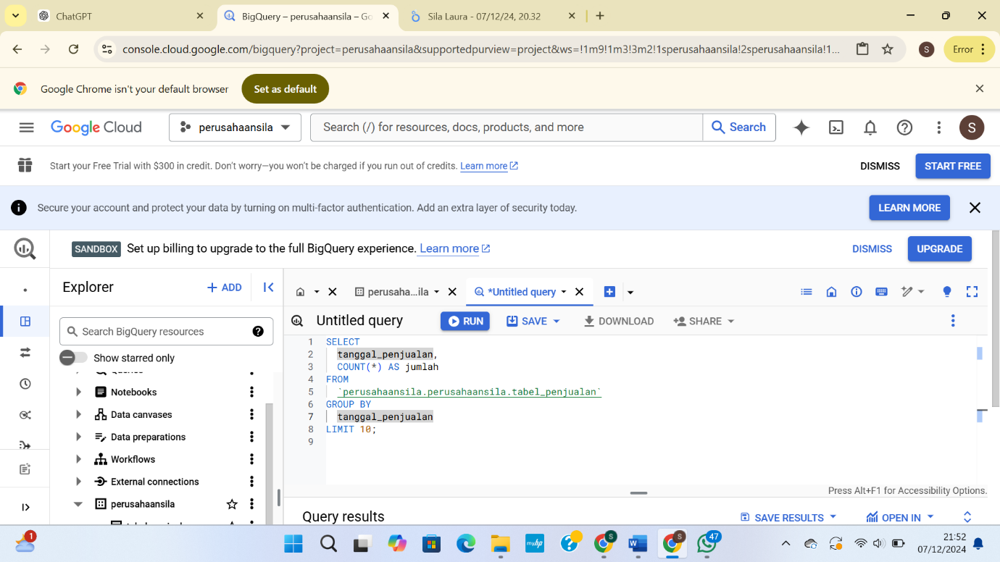 ChatGPT
BigQuery – perusahaansila – Go
Sila Laura - 07/12/24, 20.32
console.cloud.google.com/bigquery?project=perusahaansila&supportedpurview=project&ws=!1m9!1m3!3m2!1sperusahaansila!2sperusahaansila!1...
S
Error
Google Chrome isn't your default browser
Set as default
Google Cloud
perusahaansila
Search (/) for resources, docs, products, and more
Search
S
Start your Free Trial with $300 in credit. Don't worry—you won't be charged if you run out of credits. Learn more
DISMISS
START FREE
Secure your account and protect your data by turning on multi-factor authentication. Add an extra layer of security today.
LEARN MORE
SANDBOX Set up billing to upgrade to the full BigQuery experience. Learn more
DISMISS
UPGRADE
Explorer
+ ADD
Search BigQuery resources
Show starred only
Queries
Notebooks
Data canvases
Data preparations
Workflows
External connections
perusahaansila
perusaha...ila
*Untitled query
Untitled query
RUN
SAVE
DOWNLOAD
SHARE
1 SELECT
2 tanggal_penjualan,
3 COUNT(*) AS jumlah
4 FROM
5 `perusahaansila.perusahaansila.tabel_penjualan`
6 GROUP BY
7 tanggal_penjualan
8 LIMIT 10;
9
Press Alt+F1 for Accessibility Options.
Query results
SAVE RESULTS
OPEN IN
1
myhp
S
S
47
21:52
07/12/2024